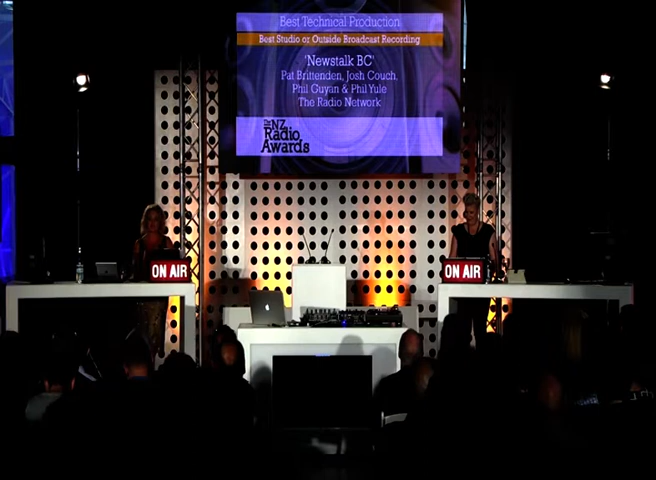 Best Technical Production
Best Studio or Outside Broadcast Recording
'Newstalk BC'
Pat Brittenden, Josh Couch,
Phil Guyan & Phil Yule
The Radio Network
The NZ
Radio
Awards
ON AIR
ON AIR